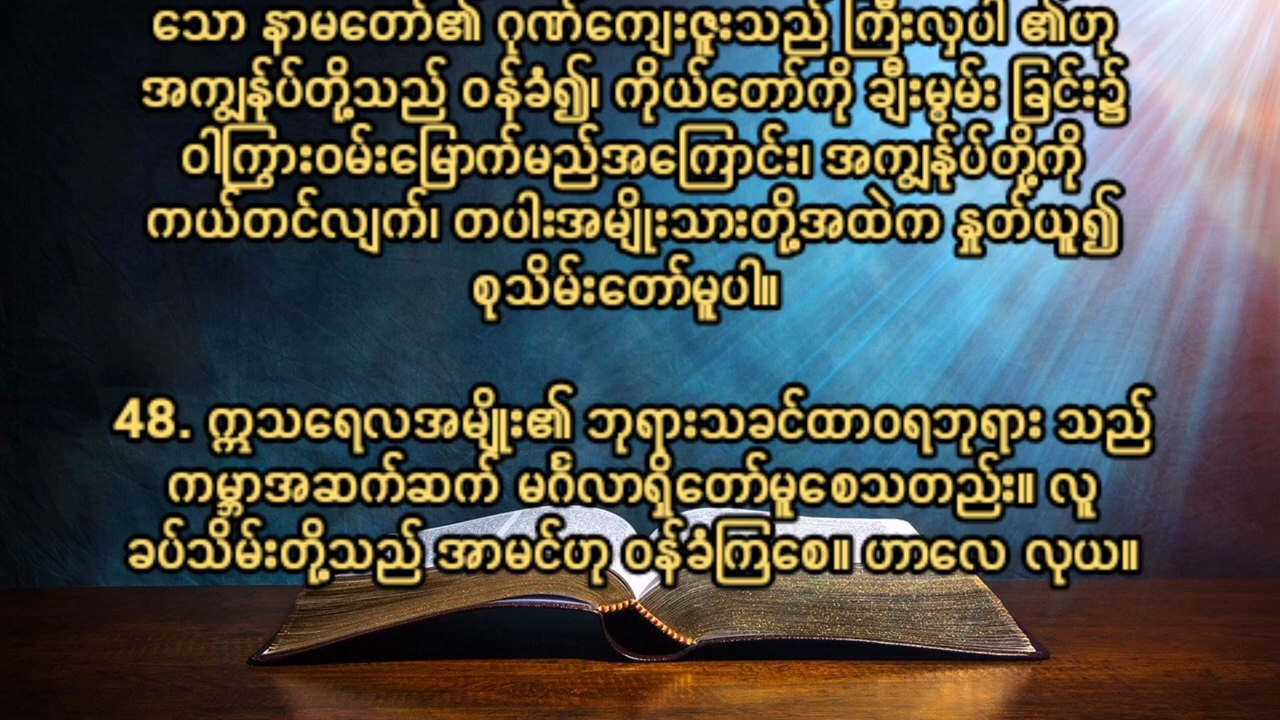 သော နာမတော်၏ ဂုဏ်ကျေးဇူးသည် ကြီးလှပါ ၏ဟု
အကျွန်ုပ်တို့သည် ဝန်ခံ၍၊ ကိုယ်တော်ကို ချီးမွမ်း ခြင်း၌
ဝါကြွားဝမ်းမြောက်မည်အကြောင်း၊ အကျွန်ုပ်တို့ကို
ကယ်တင်လျက်၊ တပါးအမျိုးသားတို့အထဲက နှုတ်ယူ၍
စုသိမ်းတော်မူပါ။
48. ဣသရေလအမျိုး၏ ဘုရားသခင်ထာဝရဘုရား သည်
ကမ္ဘာအဆက်ဆက် မင်္ဂလာရှိတော်မူစေသတည်း။ လူ
ခပ်သိမ်းတို့သည် အာမင်ဟု ဝန်ခံကြစေ။ ဟာလေ လုယ။